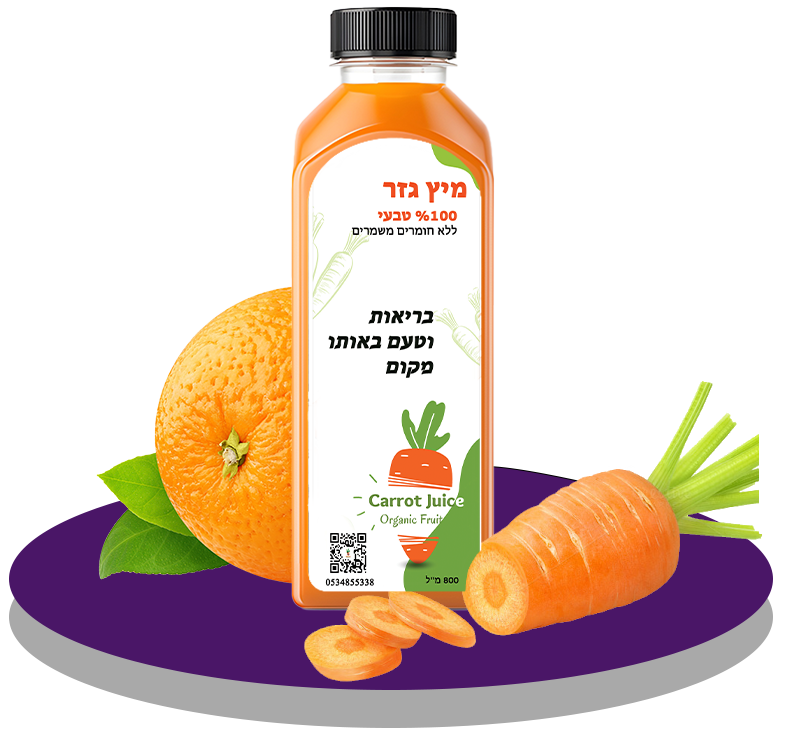 מיץ גזר
100% טבעי
ללא חומרים משמרים
בריאות
וטעם באותו
מקום
Carrot Juice
Organic Fruit
0534855338
800 מ"ל